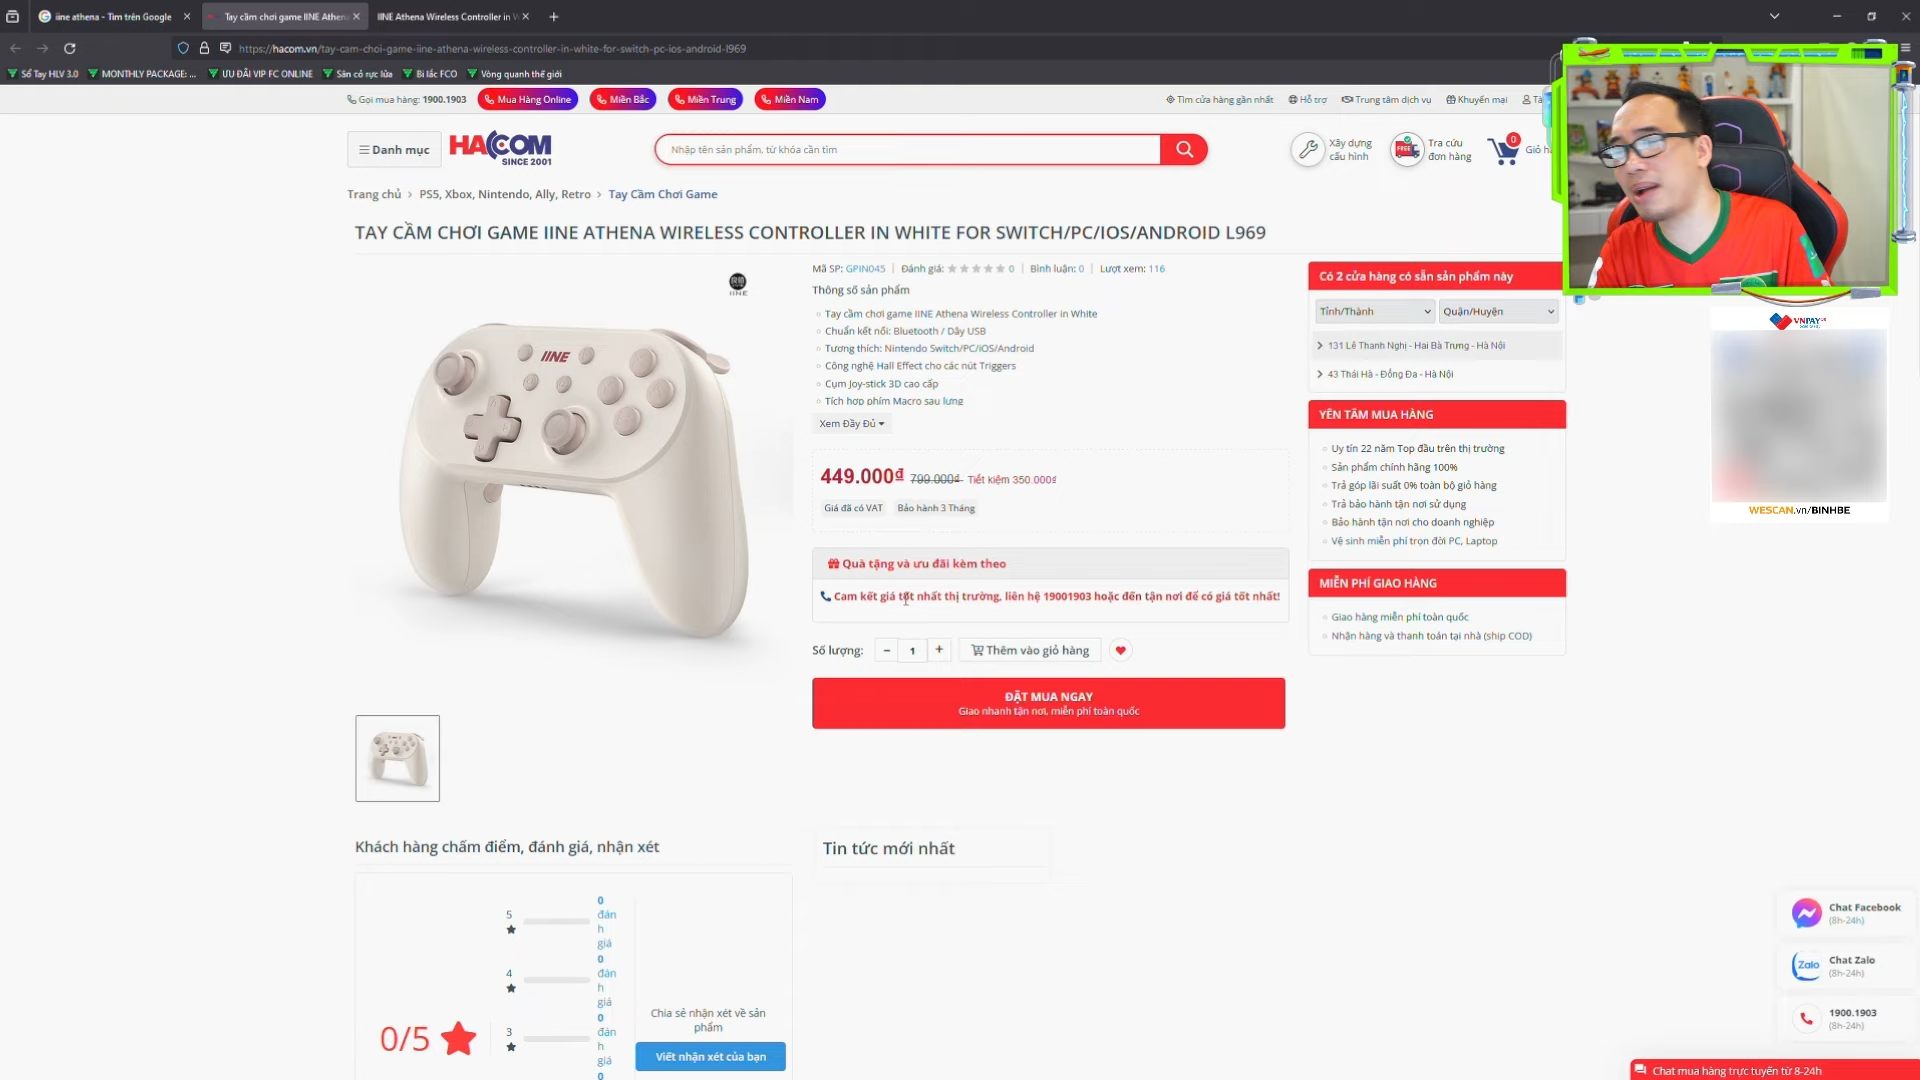 iine athena - Tìm trên Google
Tay cầm chơi game IINE Athena
IINE Athena Wireless Controller in W
https://hacom.vn/tay-cam-choi-game-iine-athena-wireless-controller-in-white-for-switch-pc-ios-android-l969
Sổ Tay HLV 3.0
MONTHLY PACKAGE: ...
ƯU ĐÃI VIP FC ONLINE
Săn cỏ rực lửa
Bi lắc FCO
Vòng quanh thế giới
Gọi mua hàng: 1900.1903
Mua Hàng Online
Miền Bắc
Miền Trung
Miền Nam
Tìm cửa hàng gần nhất
Hỗ trợ
Trung tâm dịch vụ
Khuyến mại
Danh mục
HACOM
SINCE 2001
Nhập tên sản phẩm, từ khóa cần tìm
Xây dựng
cấu hình
FREE
Tra cứu
đơn hàng
0
Giỏ h
Trang chủ › PS5, Xbox, Nintendo, Ally, Retro › Tay Cầm Chơi Game
TAY CẦM CHƠI GAME IINE ATHENA WIRELESS CONTROLLER IN WHITE FOR SWITCH/PC/IOS/ANDROID L969
IINE
IINE
Mã SP: GPIN045 | Đánh giá: 0 | Bình luận: 0 | Lượt xem: 116
Thông số sản phẩm
Tay cầm chơi game IINE Athena Wireless Controller in White
Chuẩn kết nối: Bluetooth / Dây USB
Tương thích: Nintendo Switch/PC/IOS/Android
Công nghệ Hall Effect cho các nút Triggers
Cụm Joy-stick 3D cao cấp
Tích hợp phím Macro sau lưng
Xem Đầy Đủ
449.000₫ 799.000₫ Tiết kiệm 350.000₫
Giá đã có VAT
Bảo hành 3 Tháng
Quà tặng và ưu đãi kèm theo
Cam kết giá tốt nhất thị trường, liên hệ 19001903 hoặc đến tận nơi để có giá tốt nhất!
Số lượng: - 1 +
Thêm vào giỏ hàng
ĐẶT MUA NGAY
Giao nhanh tận nơi, miễn phí toàn quốc
Có 2 cửa hàng có sẵn sản phẩm này
Tỉnh/Thành
Quận/Huyện
131 Lê Thanh Nghị - Hai Bà Trưng - Hà Nội
43 Thái Hà - Đống Đa - Hà Nội
YÊN TÂM MUA HÀNG
Uy tín 22 năm Top đầu trên thị trường
Sản phẩm chính hãng 100%
Trả góp lãi suất 0% toàn bộ giỏ hàng
Trả bảo hành tận nơi sử dụng
Bảo hành tận nơi cho doanh nghiệp
Vệ sinh miễn phí trọn đời PC, Laptop
MIỄN PHÍ GIAO HÀNG
Giao hàng miễn phí toàn quốc
Nhận hàng và thanh toán tại nhà (ship COD)
VNPAY
WESCAN.vn/BINHBE
Khách hàng chấm điểm, đánh giá, nhận xét
Tin tức mới nhất
0/5
5
0
đán
h
giá
4
0
đán
h
giá
3
0
đán
h
giá
0
Chia sẻ nhận xét về sản
phẩm
Viết nhận xét của bạn
Chat Facebook
(8h-24h)
Zalo
Chat Zalo
(8h-24h)
1900.1903
(8h-24h)
Chat mua hàng trực tuyến từ 8-24h